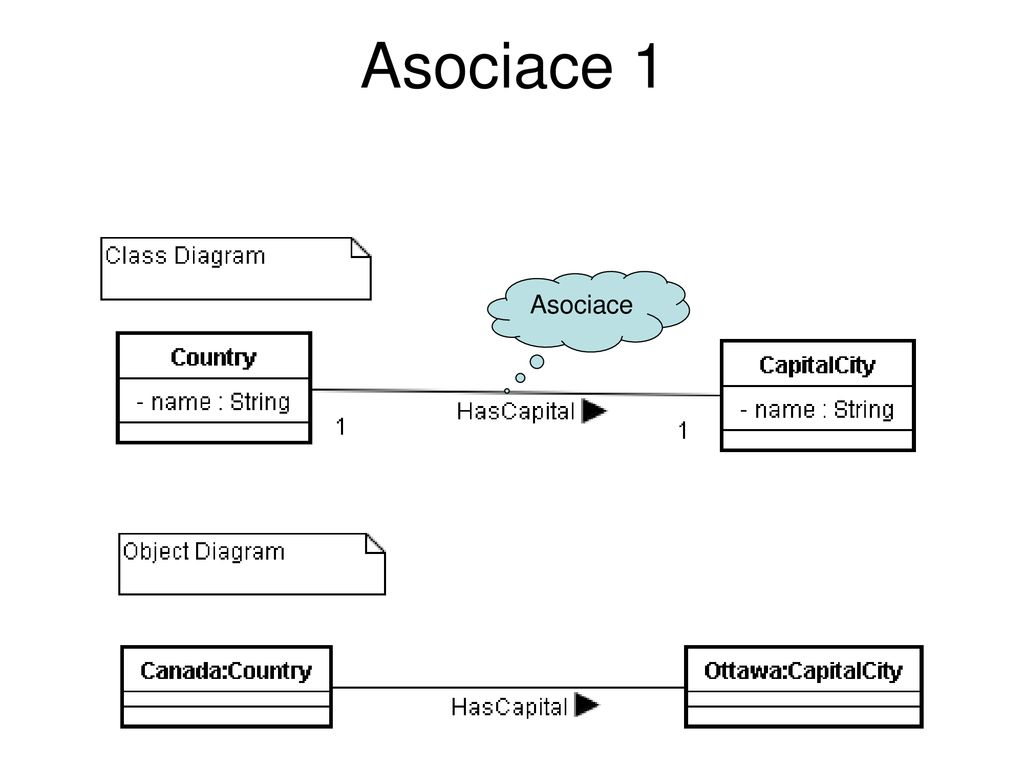 Asociace 1
Class Diagram
Asociace
Country
- name : String
CapitalCity
- name : String
HasCapital
1
1
Object Diagram
Canada:Country
Ottawa:CapitalCity
HasCapital